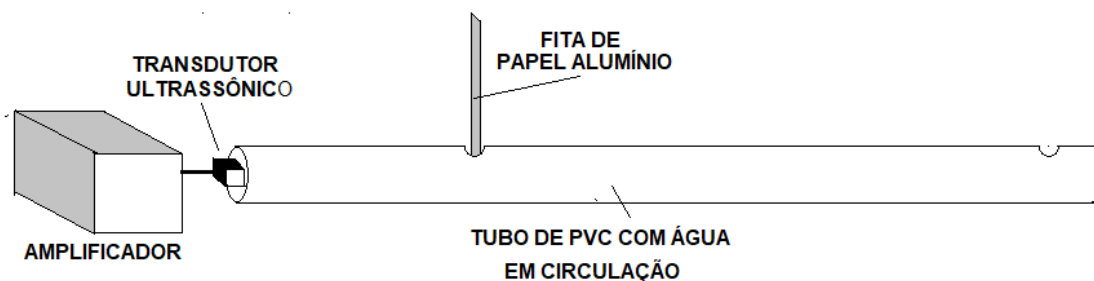 TRANSDUTOR
ULTRASSÔNICO
FITA DE
PAPEL ALUMÍNIO
AMPLIFICADOR
TUBO DE PVC COM ÁGUA
EM CIRCULAÇÃO